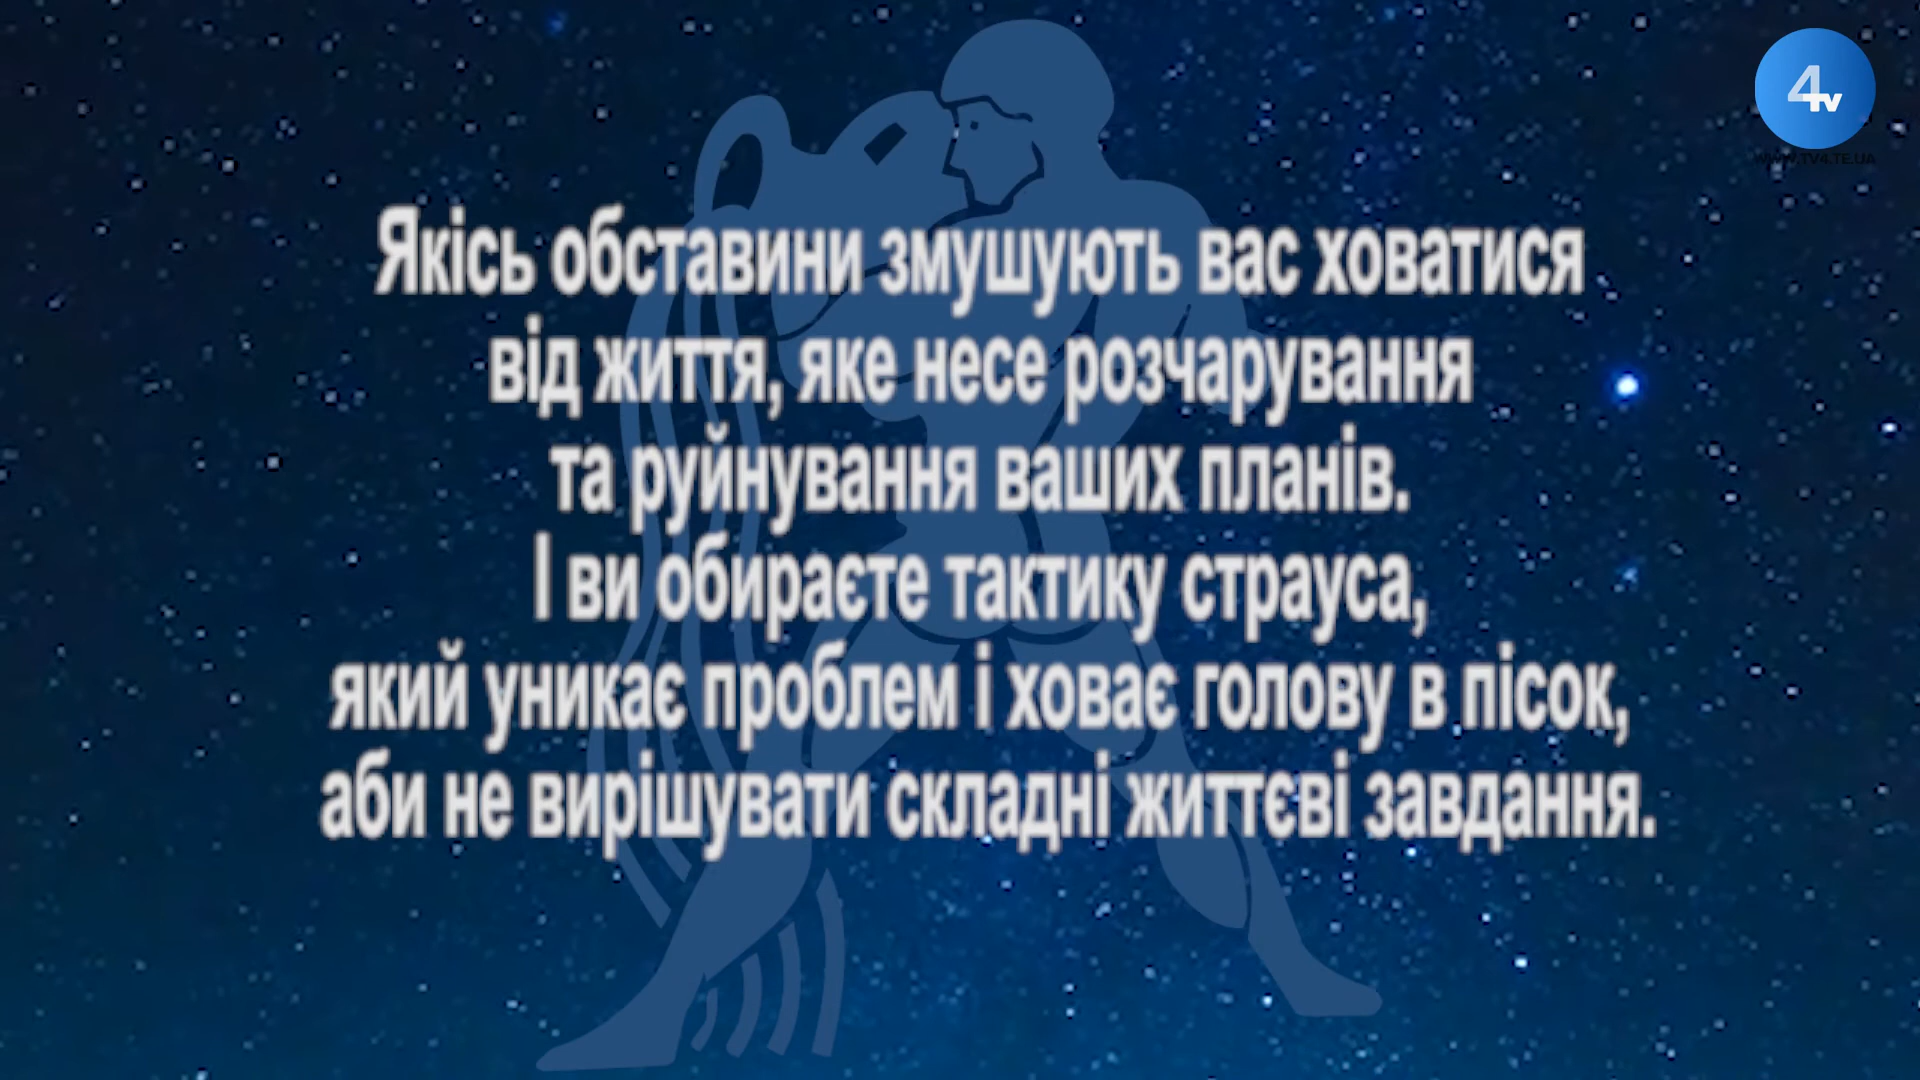 4tv
WWW.TV4.TE.UA
Якісь обставини змушують вас ховатися
від життя, яке несе розчарування
та руйнування ваших планів.
І ви обираєте тактику страуса,
який уникає проблем і ховає голову в пісок,
аби не вирішувати складні життєві завдання.